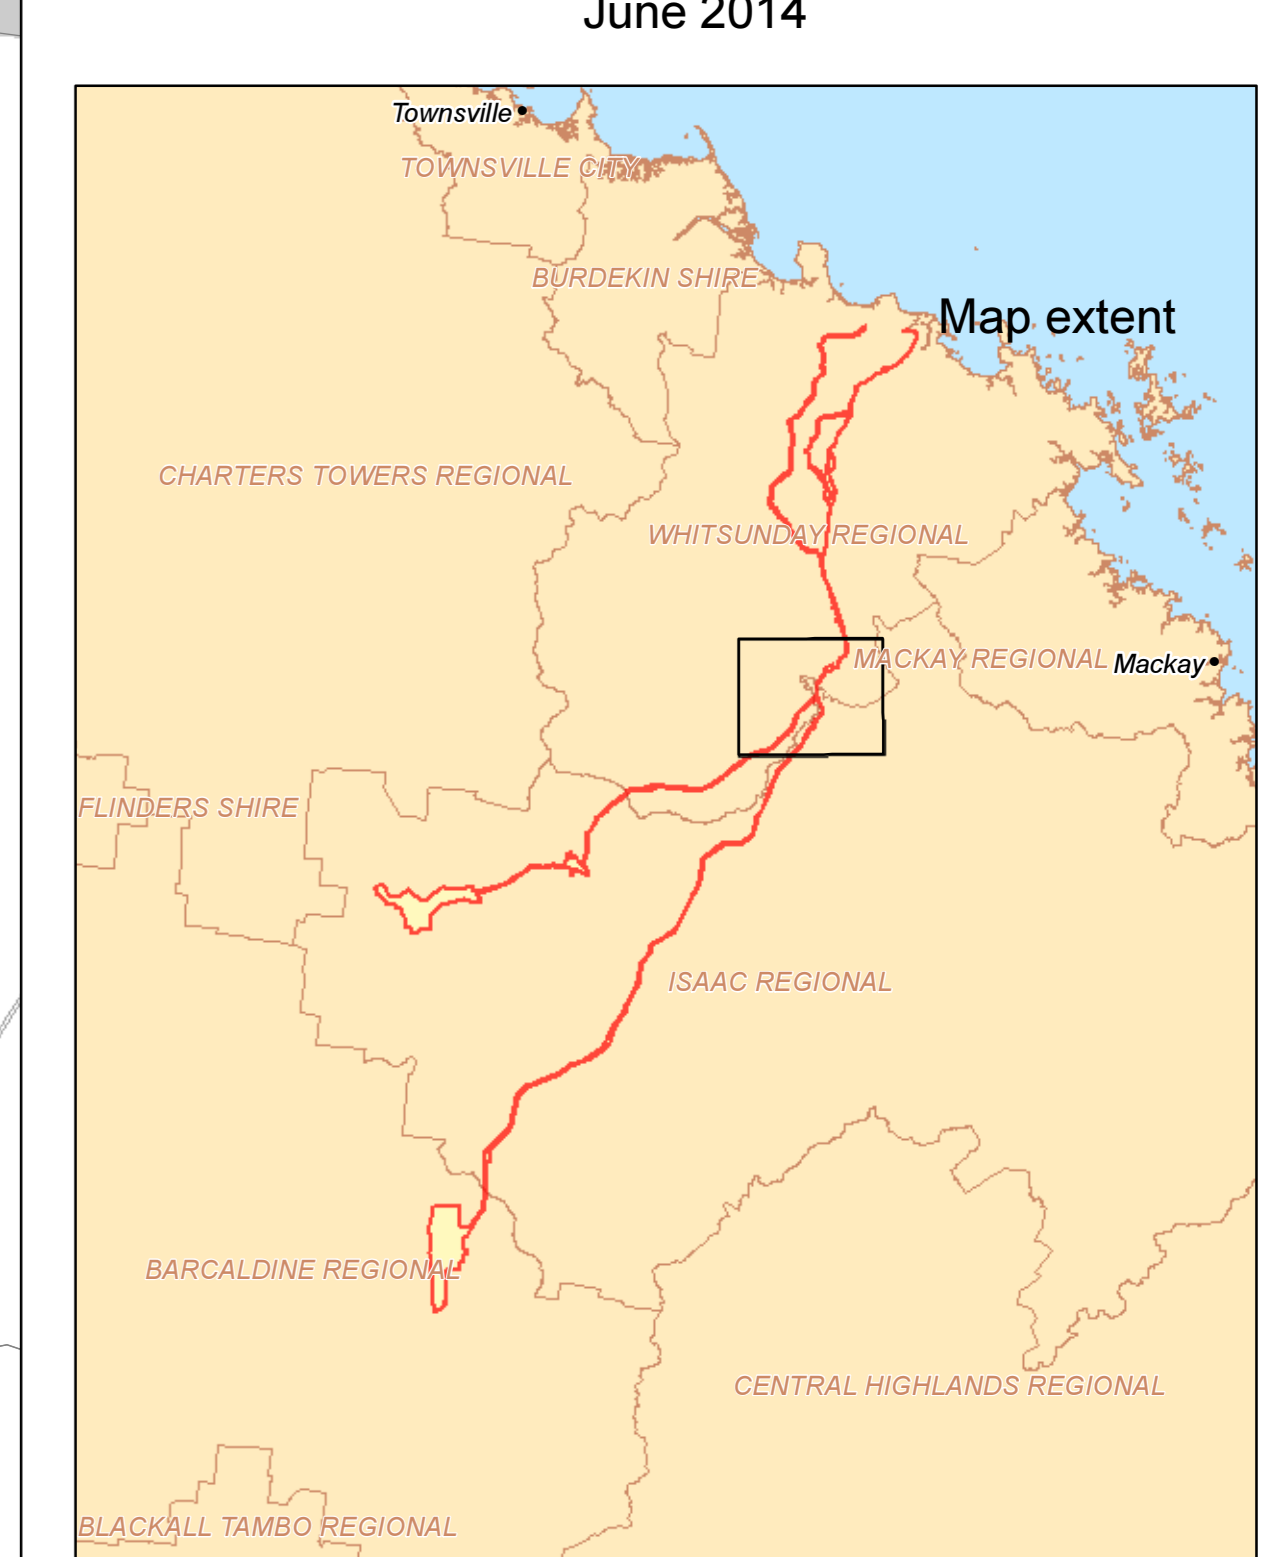 June 2014
Townsville
TOWNSVILLE CITY
BURDEKIN SHIRE
Map extent
CHARTERS TOWERS REGIONAL
WHITSUNDAY REGIONAL
MACKAY REGIONAL
Mackay
FLINDERS SHIRE
ISAAC REGIONAL
BARCALDINE REGIONAL
CENTRAL HIGHLANDS REGIONAL
BLACKALL TAMBO REGIONAL